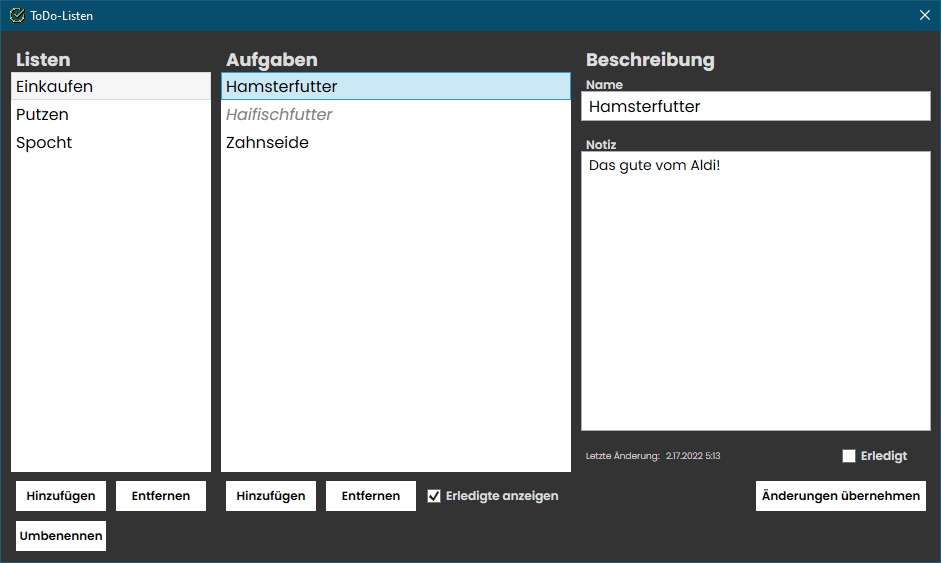 ToDo-Listen
Listen
Einkaufen
Putzen
Spocht
Hinzufügen Entfernen
Umbenennen
Aufgaben
Hamsterfutter
Haifischfutter
Zahnseide
Hinzufügen Entfernen Erledigte anzeigen
Beschreibung
Name
Hamsterfutter
Notiz
Das gute vom Aldi!
Letzte Änderung: 2.17.2022 5:13 Erledigt
Änderungen übernehmen